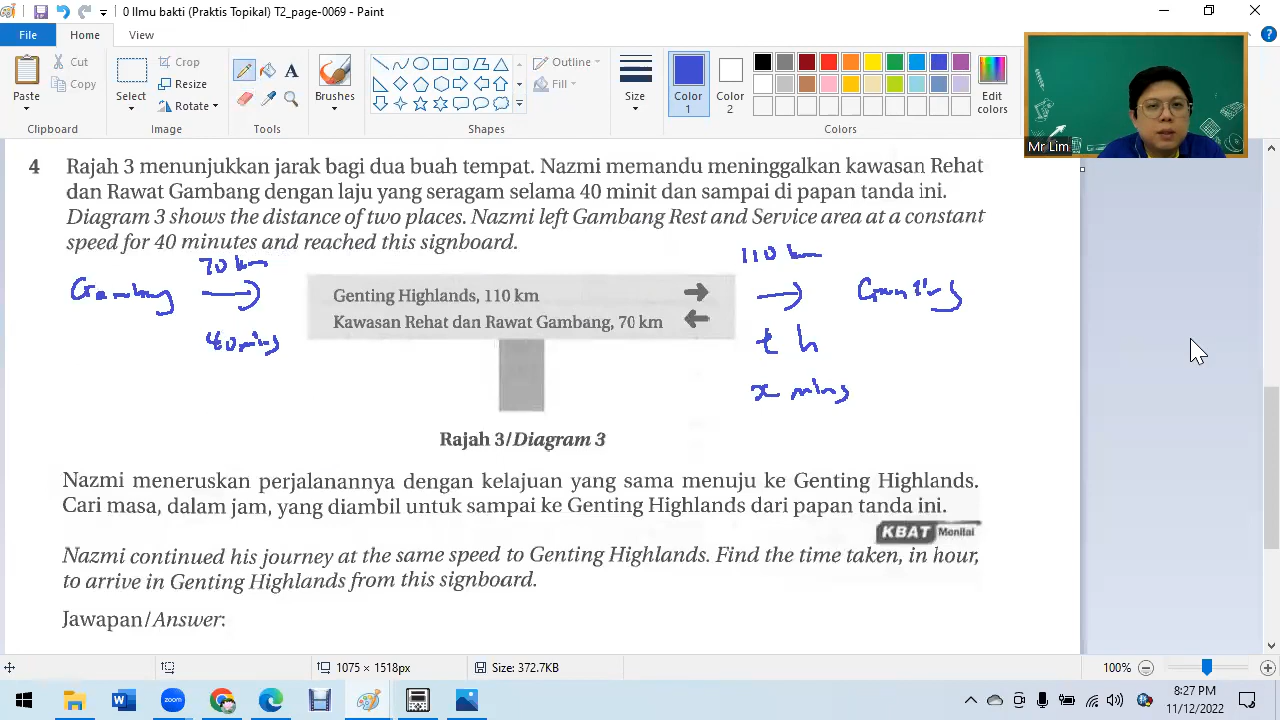 0 Ilmu bakti (Praktis Topikal) T2_page-0069 - Paint
File Home View
Paste Cut Copy Clipboard
Select Crop Resize Rotate Image
Tools
Brushes
Outline Fill Shapes
Size
Color 1 Color 2 Edit colors Colors
Mr Lim
4 Rajah 3 menunjukkan jarak bagi dua buah tempat. Nazmi memandu meninggalkan kawasan Rehat
dan Rawat Gambang dengan laju yang seragam selama 40 minit dan sampai di papan tanda ini.
Diagram 3 shows the distance of two places. Nazmi left Gambang Rest and Service area at a constant
speed for 40 minutes and reached this signboard.
70 km 110 km
Gambang Genting
Genting Highlands, 110 km
Kawasan Rehat dan Rawat Gambang, 70 km
40 mins t h
x mins
Rajah 3/Diagram 3
Nazmi meneruskan perjalanannya dengan kelajuan yang sama menuju ke Genting Highlands.
Cari masa, dalam jam, yang diambil untuk sampai ke Genting Highlands dari papan tanda ini.
KBAT Menilai
Nazmi continued his journey at the same speed to Genting Highlands. Find the time taken, in hour,
to arrive in Genting Highlands from this signboard.
Jawapan/Answer:
1075 × 1518px Size: 372.7KB 100%
zoom
8:27 PM
11/12/2022